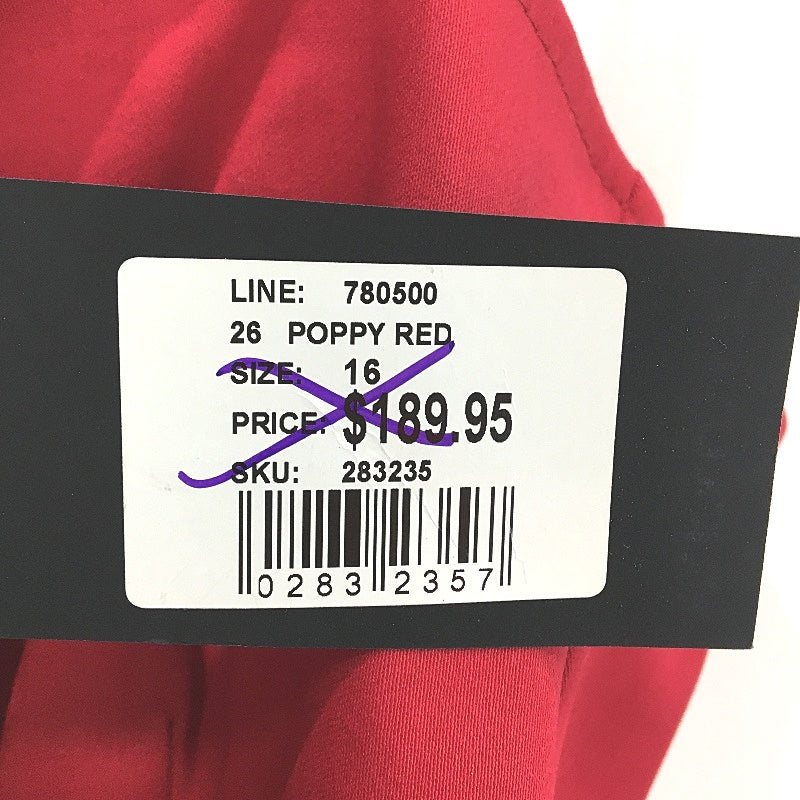 LINE: 780500
26 POPPY RED
SIZE: 16
PRICE: $189.95
SKU: 283235
0283 2357